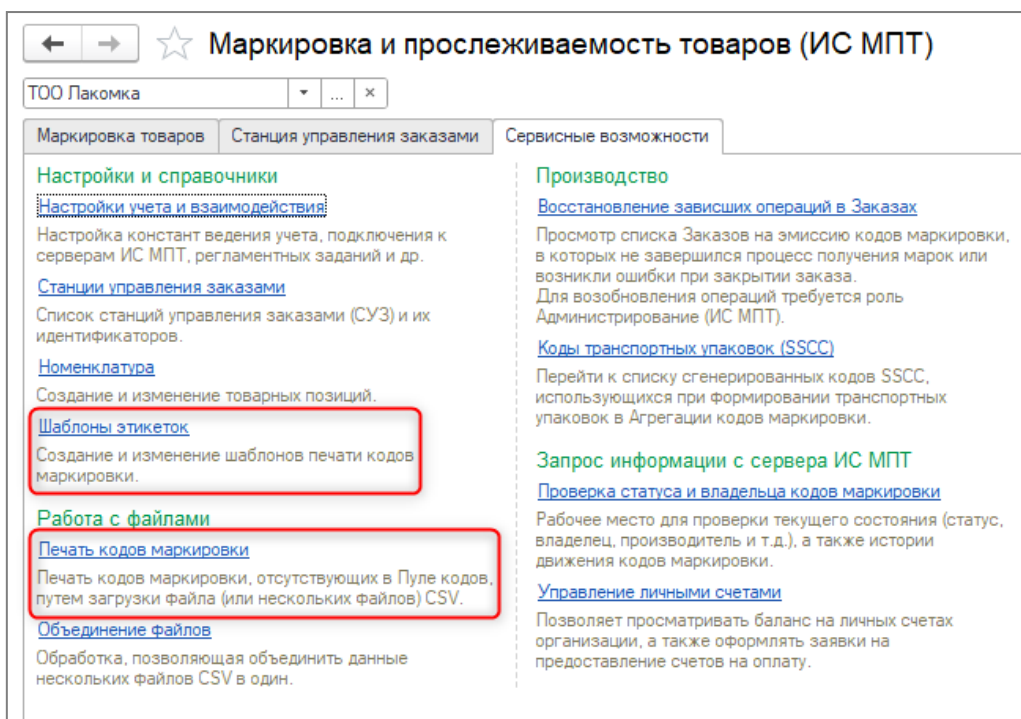 Маркировка и прослеживаемость товаров (ИС МПТ)
ТОО Лакомка
Маркировка товаров
Станция управления заказами
Сервисные возможности
Настройки и справочники
Настройки учета и взаимодействия
Настройка констант ведения учета, подключения к
серверам ИС МПТ, регламентных заданий и др.
Станции управления заказами
Список станций управления заказами (СУЗ) и их
идентификаторов.
Номенклатура
Создание и изменение товарных позиций.
Шаблоны этикеток
Создание и изменение шаблонов печати кодов
маркировки.
Работа с файлами
Печать кодов маркировки
Печать кодов маркировки, отсутствующих в Пуле кодов,
путем загрузки файла (или нескольких файлов) CSV.
Объединение файлов
Обработка, позволяющая объединить данные
нескольких файлов CSV в один.
Производство
Восстановление зависших операций в Заказах
Просмотр списка Заказов на эмиссию кодов маркировки,
в которых не завершился процесс получения марок или
возникли ошибки при закрытии заказа.
Для возобновления операций требуется роль
Администрирование (ИС МПТ).
Коды транспортных упаковок (SSCC)
Перейти к списку сгенерированных кодов SSCC,
использующихся при формировании транспортных
упаковок в Агрегации кодов маркировки.
Запрос информации с сервера ИС МПТ
Проверка статуса и владельца кодов маркировки
Рабочее место для проверки текущего состояния (статус,
владелец, производитель и т.д.), а также истории
движения кодов маркировки.
Управление личными счетами
Позволяет просматривать баланс на личных счетах
организации, а также оформлять заявки на
предоставление счетов на оплату.